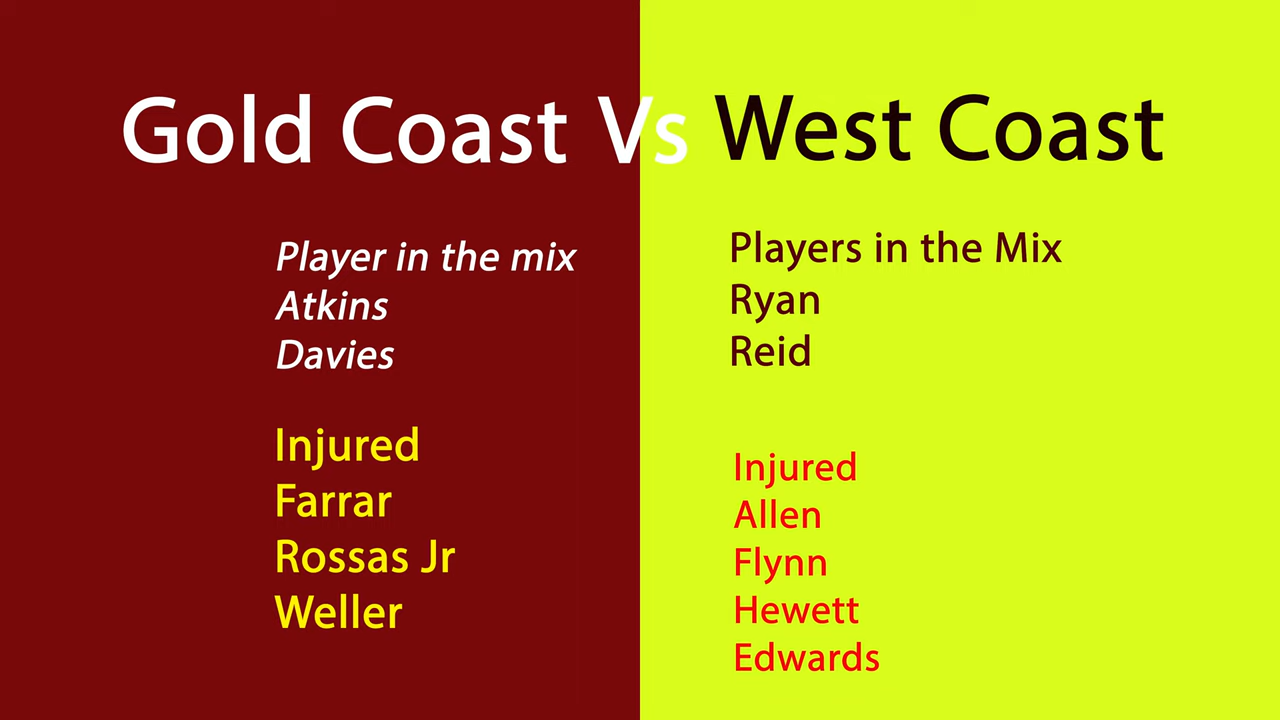 Gold Coast Vs West Coast
Player in the mix
Atkins
Davies
Injured
Farrar
Rossas Jr
Weller
Players in the Mix
Ryan
Reid
Injured
Allen
Flynn
Hewett
Edwards